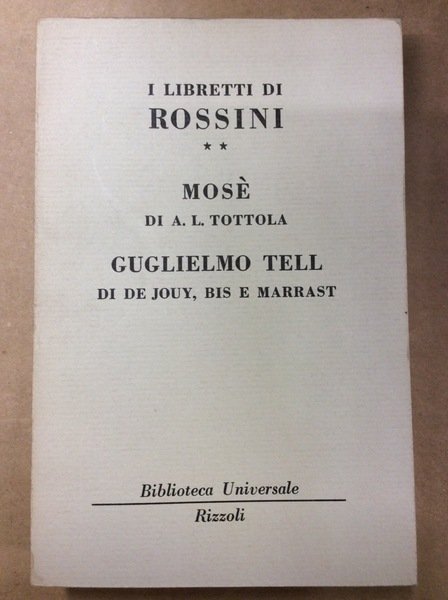 I LIBRETTI DI
ROSSINI
★ ★
MOSÈ
DI A. L. TOTTOLA
GUGLIELMO TELL
DI DE JOUY, BIS E MARRAST
Biblioteca Universale
Rizzoli